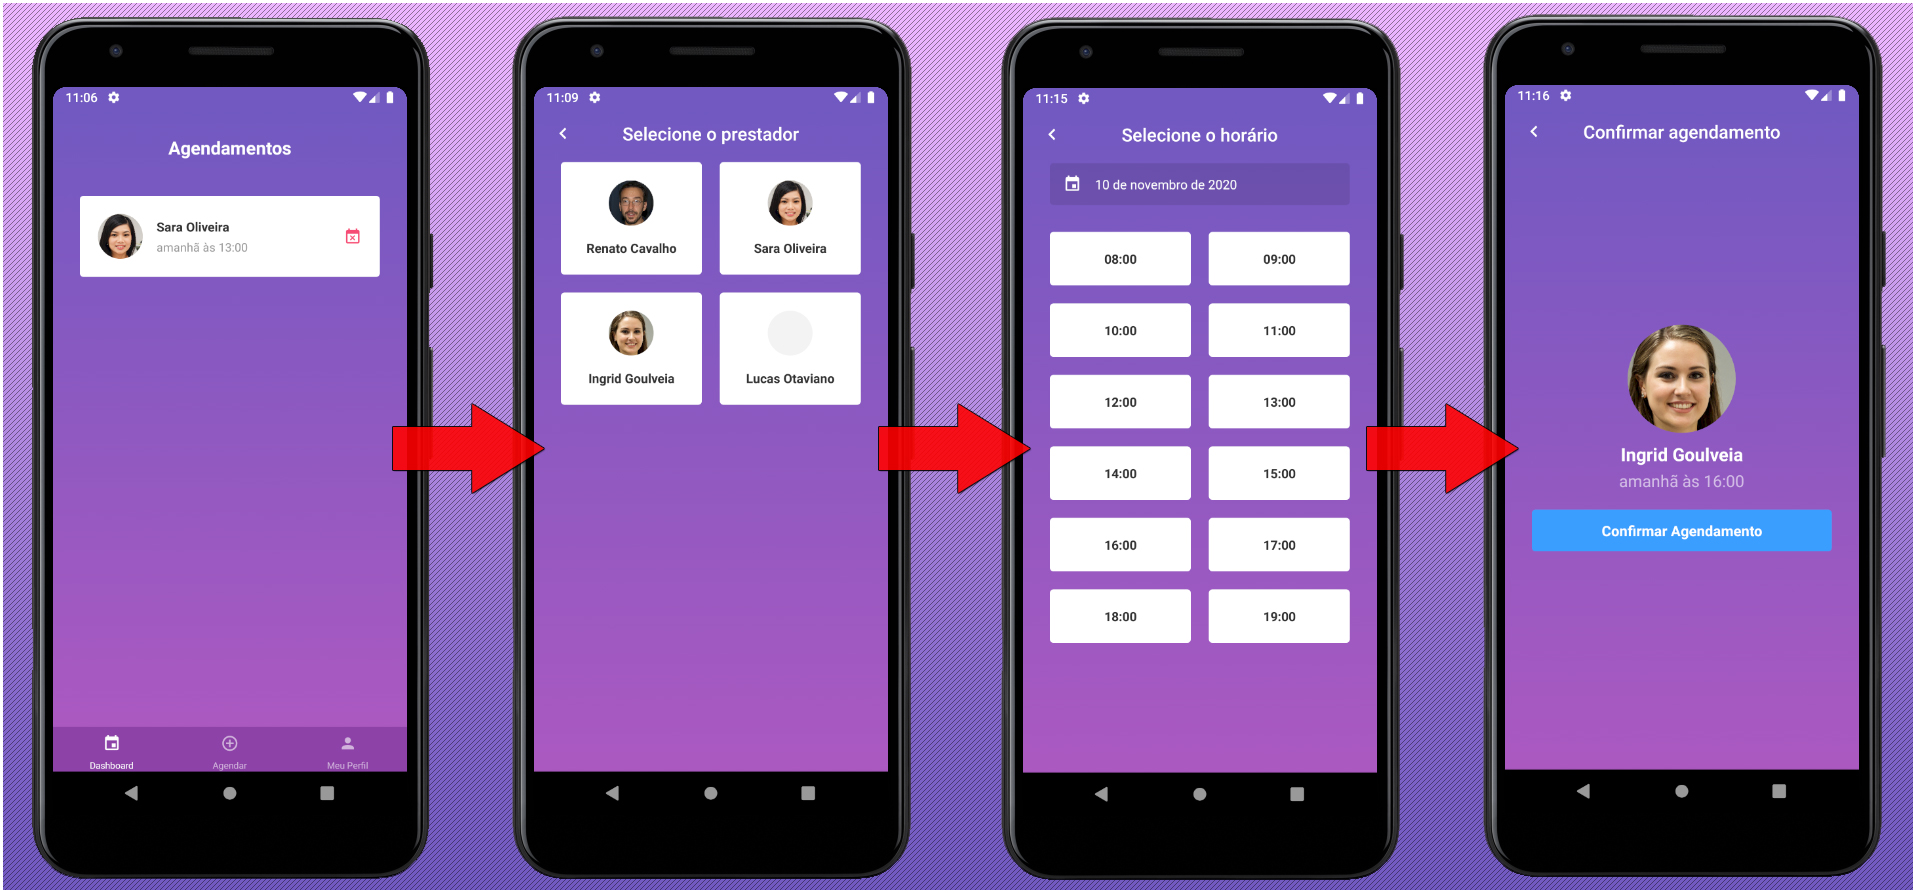 11:06
Agendamentos
Sara Oliveira
amanhã às 13:00
Dashboard
Agendar
Meu Perfil
11:09
Selecione o prestador
Renato Cavalho
Sara Oliveira
Ingrid Goulveia
Lucas Otaviano
11:15
Selecione o horário
10 de novembro de 2020
08:00
09:00
10:00
11:00
12:00
13:00
14:00
15:00
16:00
17:00
18:00
19:00
11:16
Confirmar agendamento
Ingrid Goulveia
amanhã às 16:00
Confirmar Agendamento